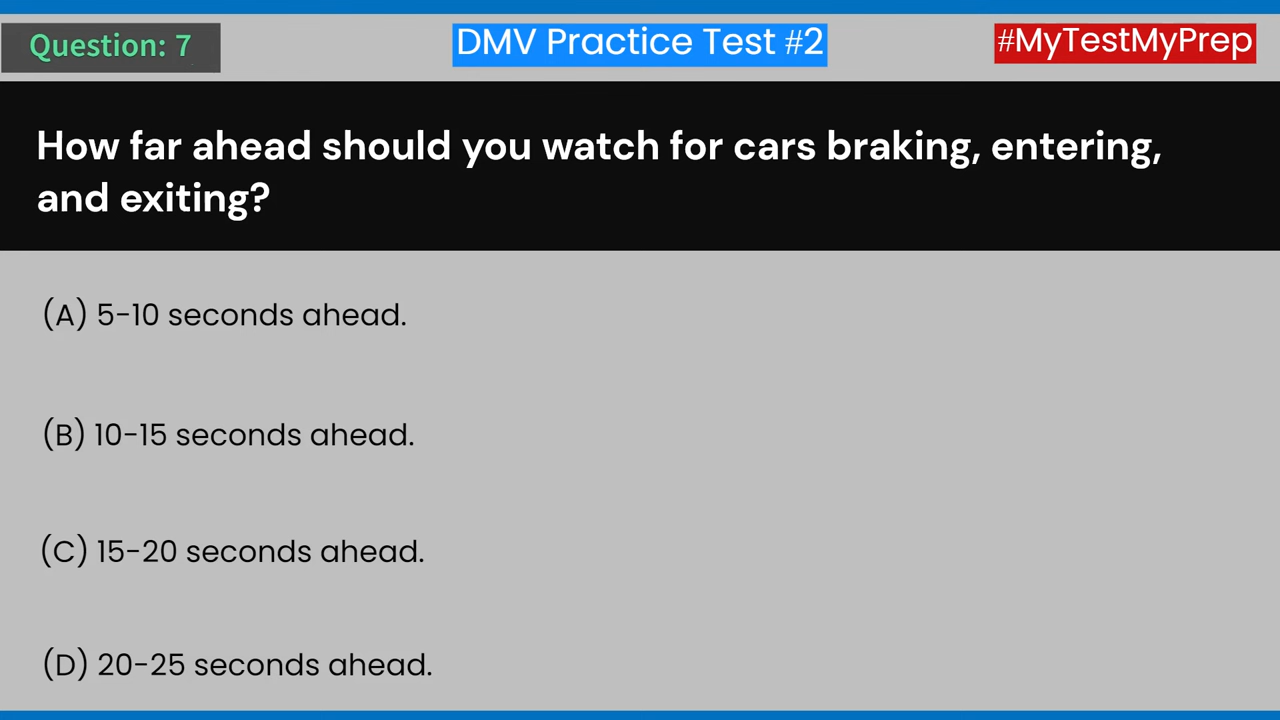 Question: 7
DMV Practice Test #2
#MyTestMyPrep
How far ahead should you watch for cars braking, entering,
and exiting?
(A) 5-10 seconds ahead.
(B) 10-15 seconds ahead.
(C) 15-20 seconds ahead.
(D) 20-25 seconds ahead.